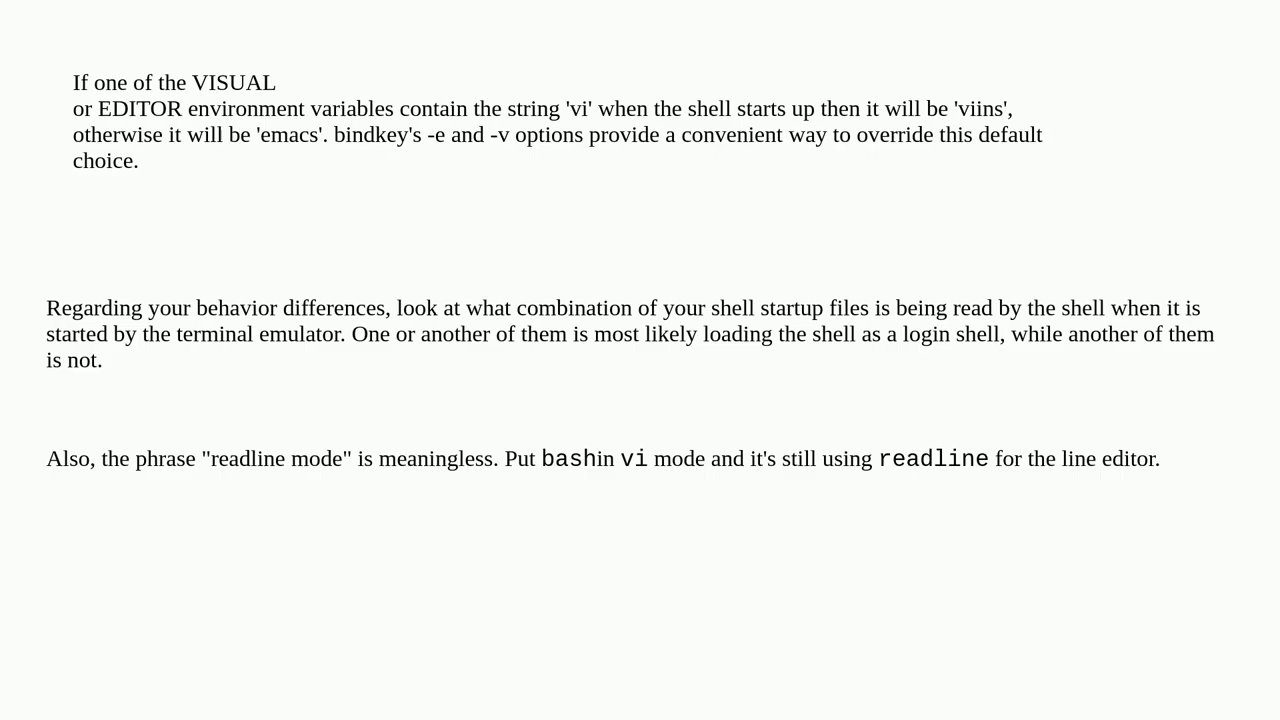 If one of the VISUAL
or EDITOR environment variables contain the string 'vi' when the shell starts up then it will be 'viins',
otherwise it will be 'emacs'. bindkey's -e and -v options provide a convenient way to override this default
choice.
Regarding your behavior differences, look at what combination of your shell startup files is being read by the shell when it is
started by the terminal emulator. One or another of them is most likely loading the shell as a login shell, while another of them
is not.
Also, the phrase "readline mode" is meaningless. Put bashin vi mode and it's still using readline for the line editor.